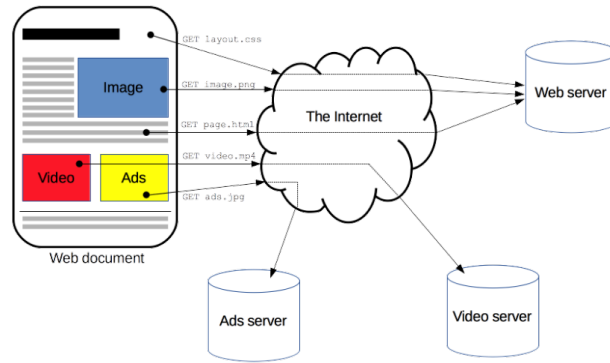 GET layout.css
Image
GET image.png
The Internet
Web server
GET page.html
GET video.mp4
Video
Ads
GET ads.jpg
Web document
Ads server
Video server